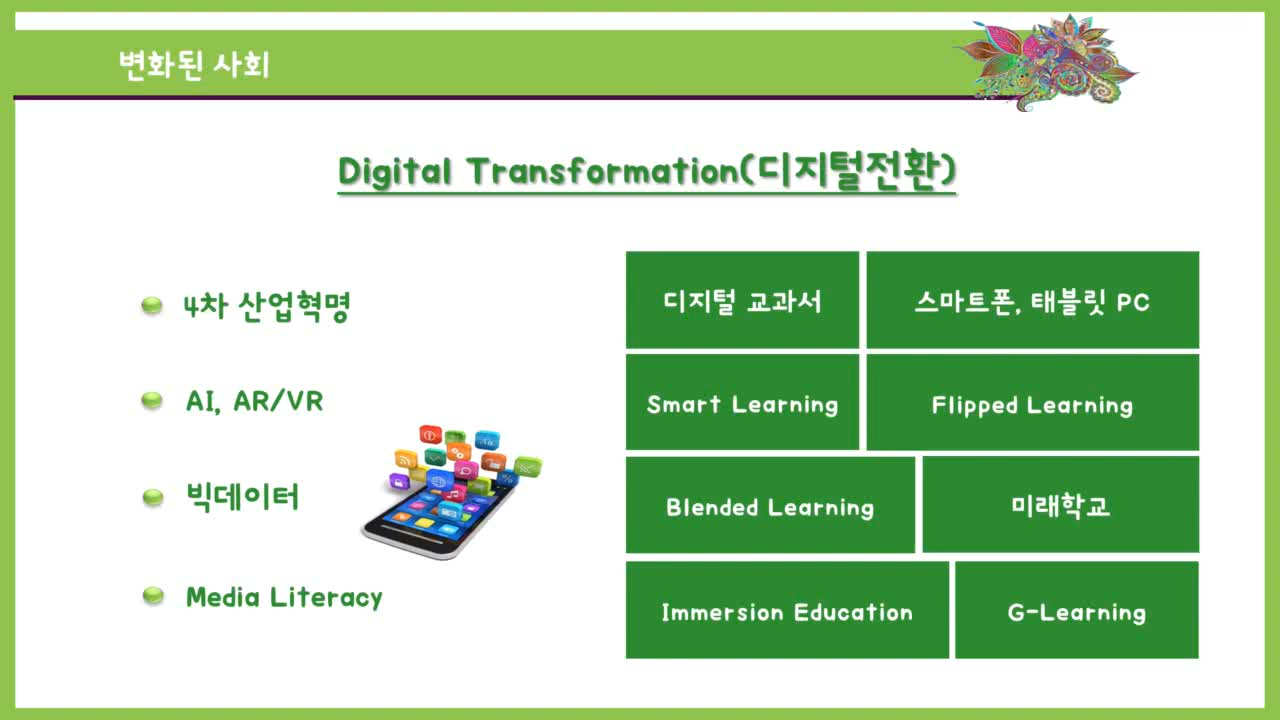 변화된 사회
Digital Transformation(디지털전환)
4차 산업혁명
AI, AR/VR
빅데이터
Media Literacy
디지털 교과서
스마트폰, 태블릿 PC
Smart Learning
Flipped Learning
Blended Learning
미래학교
Immersion Education
G-Learning